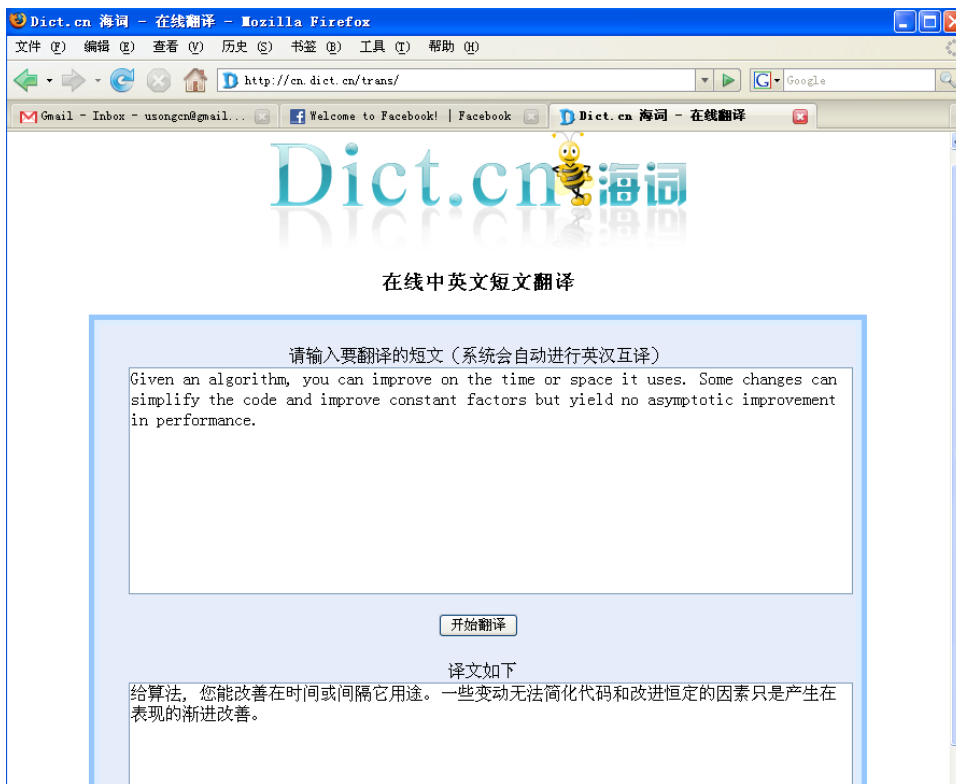 Dict.cn 海词 - 在线翻译 - Mozilla Firefox
文件 (F) 编辑 (E) 查看 (V) 历史 (S) 书签 (B) 工具 (T) 帮助 (H)
http://cn.dict.cn/trans/ Google
Gmail - Inbox - usongcn@gmail... Welcome to Facebook! | Facebook Dict.cn 海词 - 在线翻译
Dict.cn 海词
在线中英文短文翻译
请输入要翻译的短文（系统会自动进行英汉互译）
Given an algorithm, you can improve on the time or space it uses. Some changes can
simplify the code and improve constant factors but yield no asymptotic improvement
in performance.
开始翻译
译文如下
给算法, 您能改善在时间或间隔它用途。一些变动无法简化代码和改进恒定的因素只是产生在
表现的渐进改善。